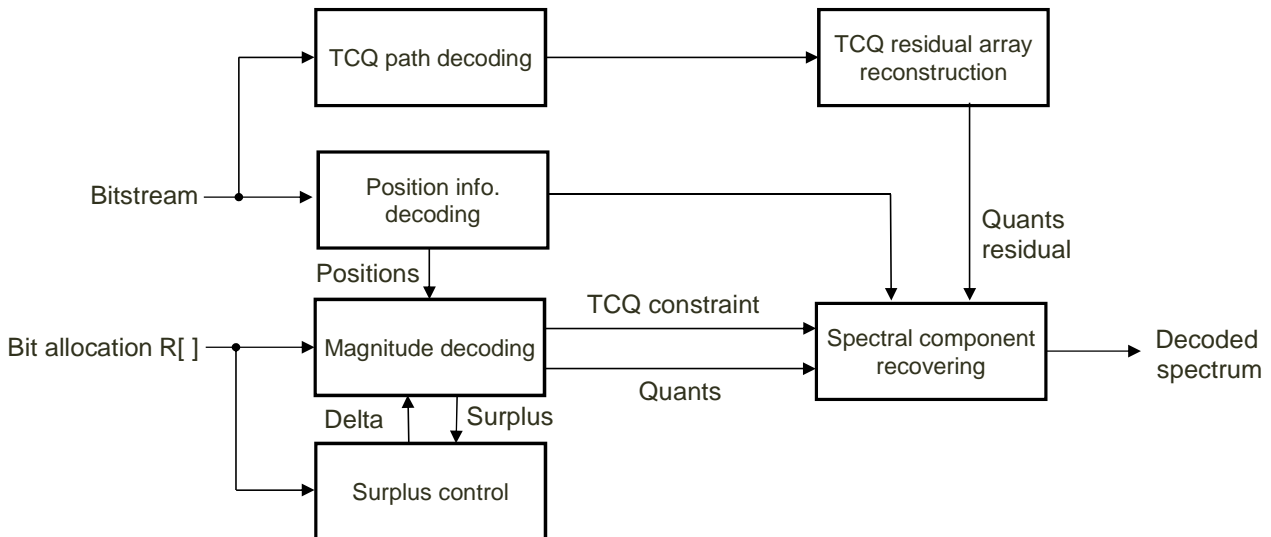 TCQ path decoding
TCQ residual array
reconstruction
Bitstream
Position info.
decoding
Quants
residual
Positions
TCQ constraint
Bit allocation R[ ]
Magnitude decoding
Spectral component
recovering
Decoded
spectrum
Quants
Delta
Surplus
Surplus control